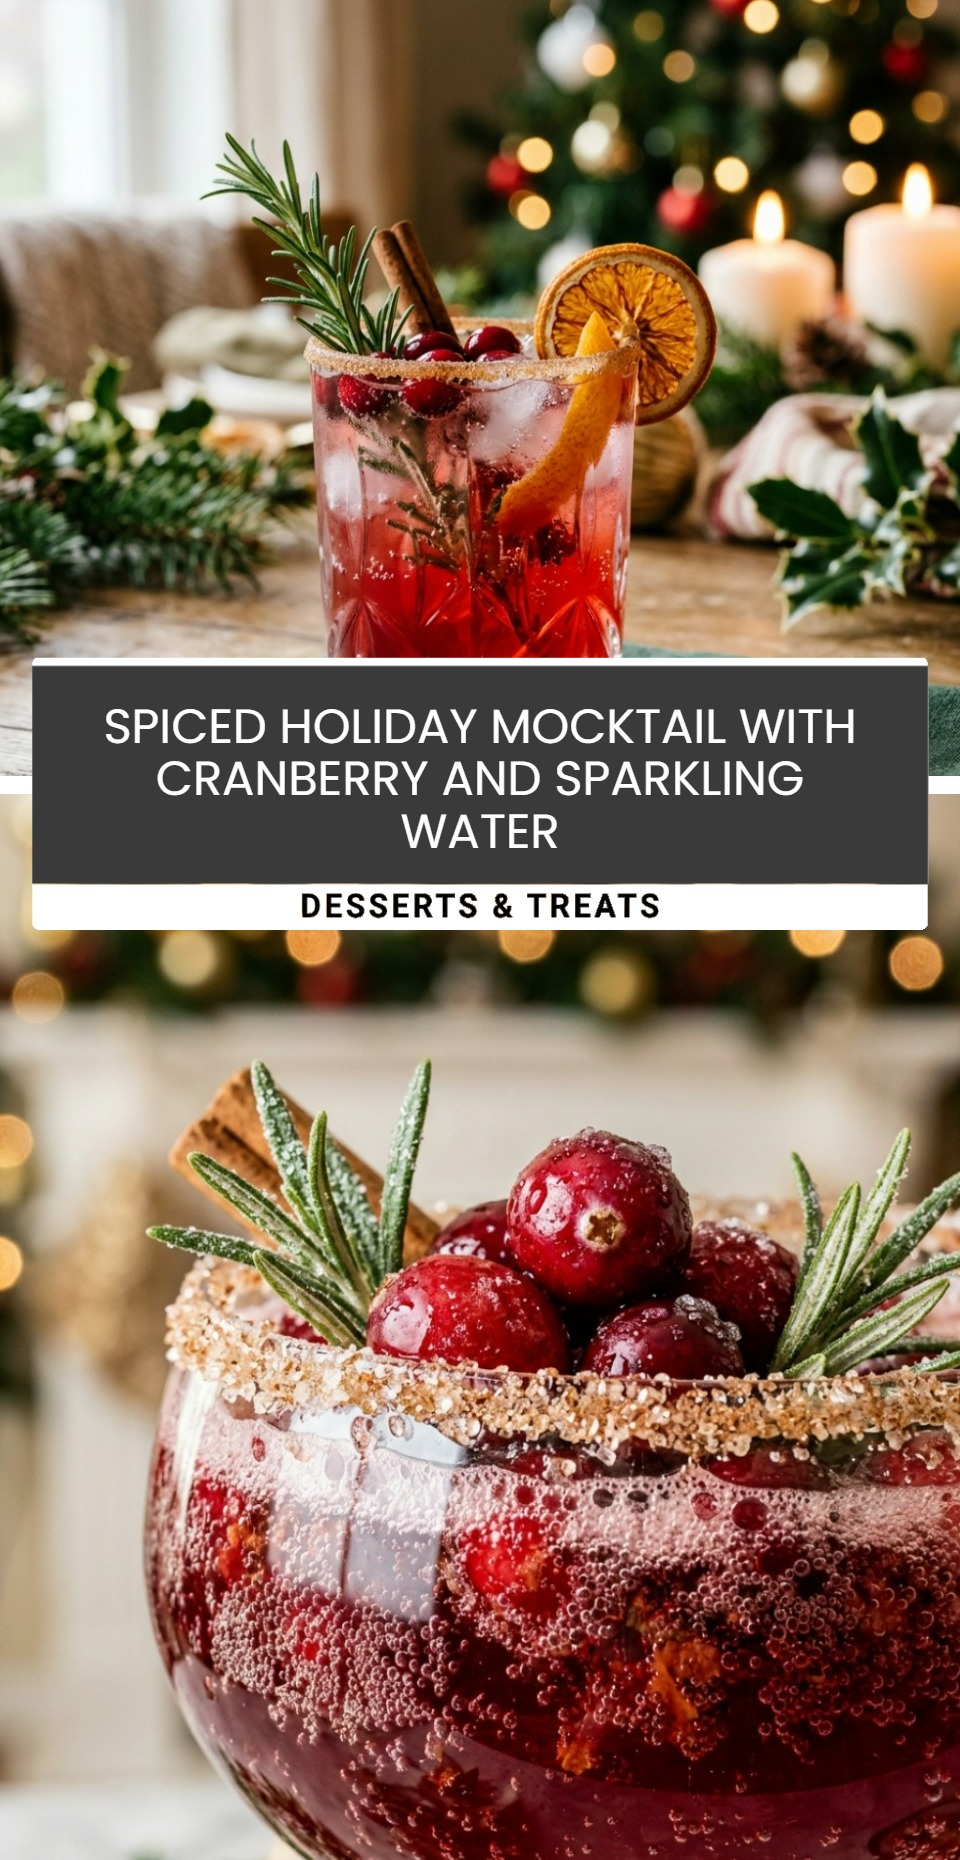 SPICED HOLIDAY MOCKTAIL WITH
CRANBERRY AND SPARKLING
WATER
DESSERTS & TREATS